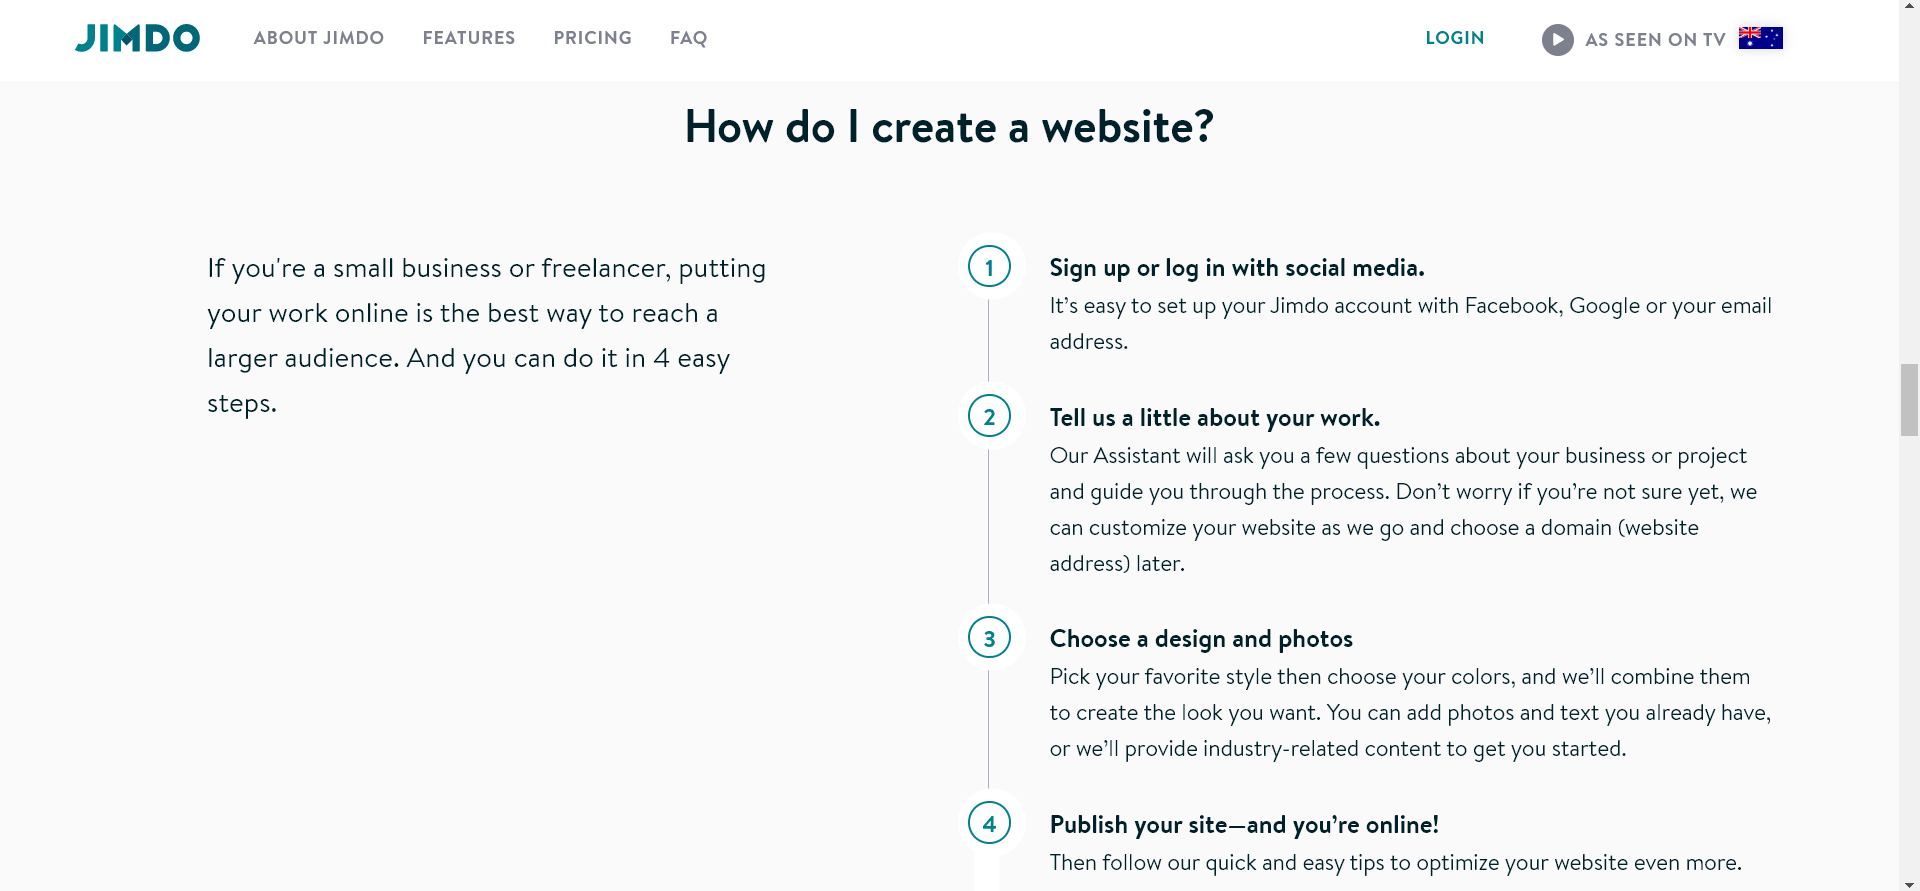 JIMDO
ABOUT JIMDO
FEATURES
PRICING
FAQ
LOGIN
AS SEEN ON TV
How do I create a website?
If you're a small business or freelancer, putting
your work online is the best way to reach a
larger audience. And you can do it in 4 easy
steps.
1
Sign up or log in with social media.
It’s easy to set up your Jimdo account with Facebook, Google or your email
address.
2
Tell us a little about your work.
Our Assistant will ask you a few questions about your business or project
and guide you through the process. Don’t worry if you’re not sure yet, we
can customize your website as we go and choose a domain (website
address) later.
3
Choose a design and photos
Pick your favorite style then choose your colors, and we’ll combine them
to create the look you want. You can add photos and text you already have,
or we’ll provide industry-related content to get you started.
4
Publish your site—and you’re online!
Then follow our quick and easy tips to optimize your website even more.